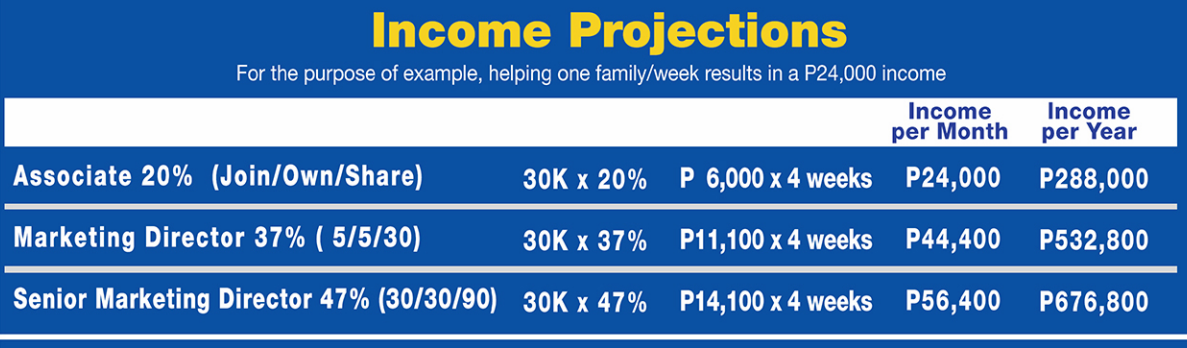 Income Projections
For the purpose of example, helping one family/week results in a P24,000 income
Income per Month Income per Year
Associate 20% (Join/Own/Share) 30K x 20% P 6,000 x 4 weeks P24,000 P288,000
Marketing Director 37% ( 5/5/30) 30K x 37% P11,100 x 4 weeks P44,400 P532,800
Senior Marketing Director 47% (30/30/90) 30K x 47% P14,100 x 4 weeks P56,400 P676,800